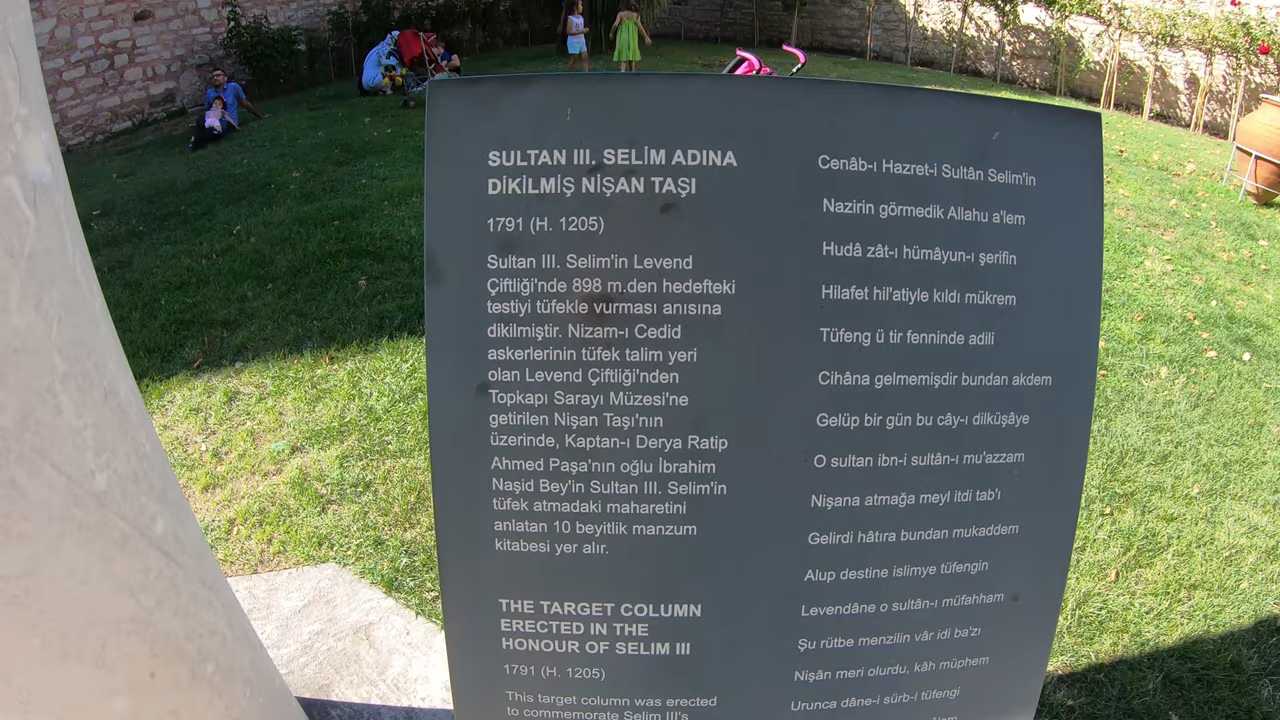 SULTAN III. SELİM ADINA
DİKİLMİŞ NİŞAN TAŞI
1791 (H. 1205)
Sultan III. Selim'in Levend
Çiftliği'nde 898 m.den hedefteki
testiyi tüfekle vurması anısına
dikilmiştir. Nizam-ı Cedid
askerlerinin tüfek talim yeri
olan Levend Çiftliği'nden
Topkapı Sarayı Müzesi'ne
getirilen Nişan Taşı'nın
üzerinde, Kaptan-ı Derya Ratip
Ahmed Paşa'nın oğlu İbrahim
Naşid Bey'in Sultan III. Selim'in
tüfek atmadaki maharetini
anlatan 10 beyitlik manzum
kitabesi yer alır.
THE TARGET COLUMN
ERECTED IN THE
HONOUR OF SELIM III
1791 (H. 1205)
This target column was erected
to commemorate Selim III's
Cenâb-ı Hazret-i Sultân Selim'in
Nazirin görmedik Allahu a'lem
Hudâ zât-ı hümâyun-ı şerifin
Hilafet hil'atiyle kıldı mükrem
Tüfeng ü tir fenninde adili
Cihâna gelmemişdir bundan akdem
Gelüp bir gün bu cây-ı dilküşâye
O sultan ibn-i sultân-ı mu'azzam
Nişana atmağa meyl itdi tab'ı
Gelirdi hâtıra bundan mukaddem
Alup destine islimye tüfengin
Levendâne o sultân-ı müfahham
Şu rütbe menzilin vâr idi ba'zı
Nişân meri olurdu, kâh müphem
Urunca dâne-i sürb-i tüfengi